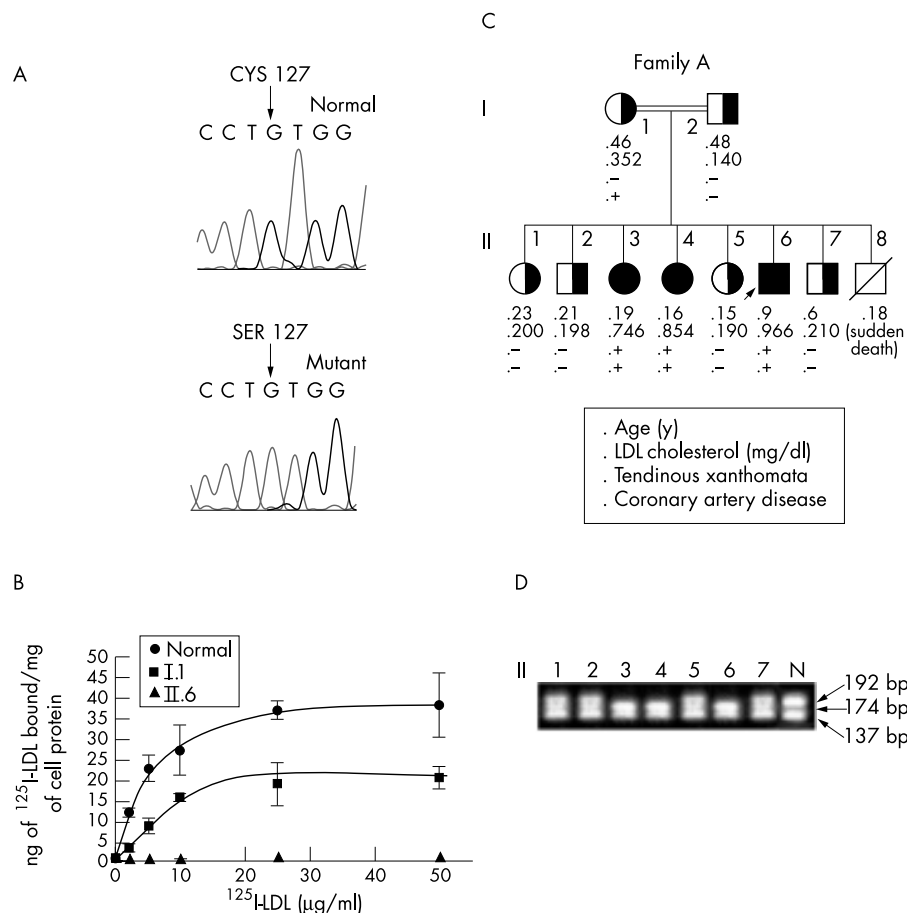 A
CYS 127
Normal
C C T G T G G
SER 127
Mutant
C C T G T G G
C
Family A
I
1 2
.46 .48
.352 .140
.– .–
.+ .–
II
1 2 3 4 5 6 7 8
.23 .21 .19 .16 .15 .9 .6 .18
.200 .198 .746 .854 .190 .966 .210 (sudden
.– .– .+ .+ .– .+ .– death)
.– .– .+ .+ .– .+ .–
. Age (y)
. LDL cholesterol (mg/dl)
. Tendinous xanthomata
. Coronary artery disease
B
Normal
I.1
II.6
ng of ¹²⁵I-LDL bound/mg
of cell protein
50
45
40
35
30
25
20
15
10
5
0
0 10 20 30 40 50
¹²⁵I-LDL (µg/ml)
D
II 1 2 3 4 5 6 7 N
192 bp
174 bp
137 bp